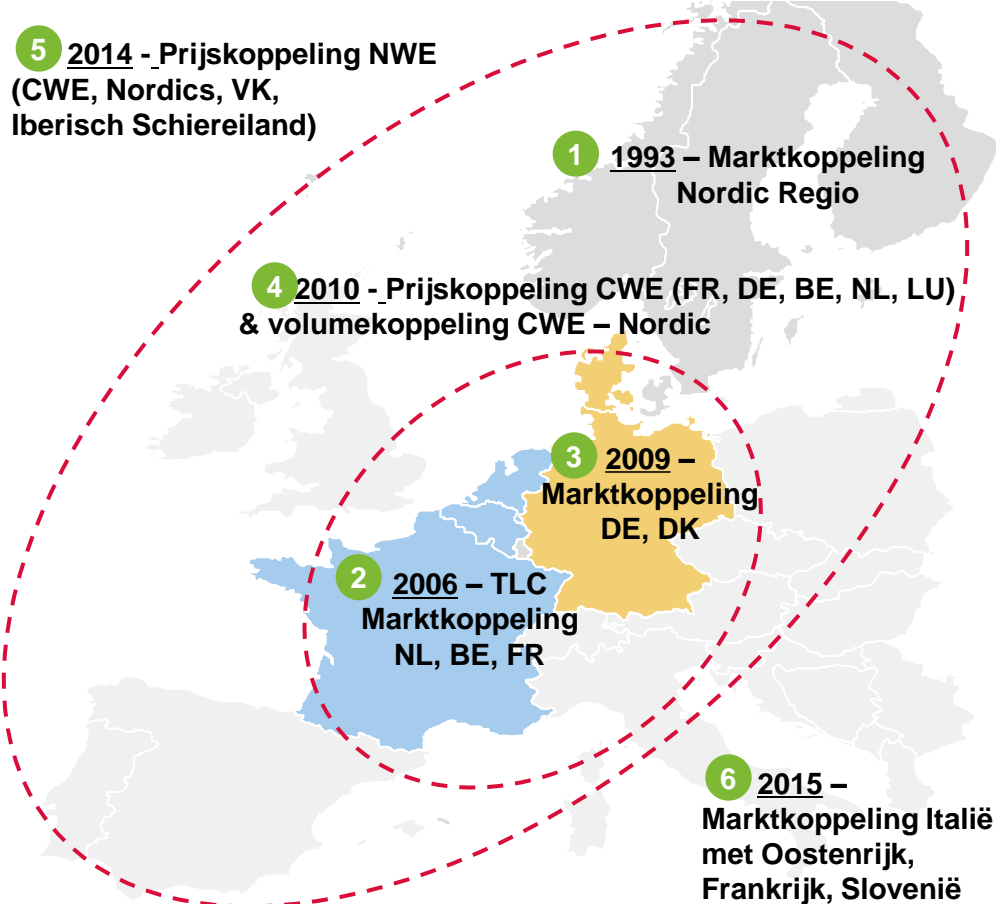 5 2014 - Prijskoppeling NWE
(CWE, Nordics, VK,
Iberisch Schiereiland)
1 1993 – Marktkoppeling
Nordic Regio
4 2010 - Prijskoppeling CWE (FR, DE, BE, NL, LU)
& volumekoppeling CWE – Nordic
3 2009 –
Marktkoppeling
DE, DK
2 2006 – TLC
Marktkoppeling
NL, BE, FR
6 2015 –
Marktkoppeling Italië
met Oostenrijk,
Frankrijk, Slovenië